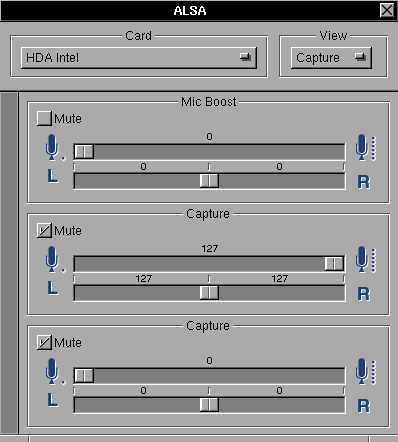 ALSA
Card
View
HDA Intel
Capture
Mic Boost
Mute
0
0 0
L R
Capture
Mute
127
127 127
L R
Capture
Mute
0
0 0
L R